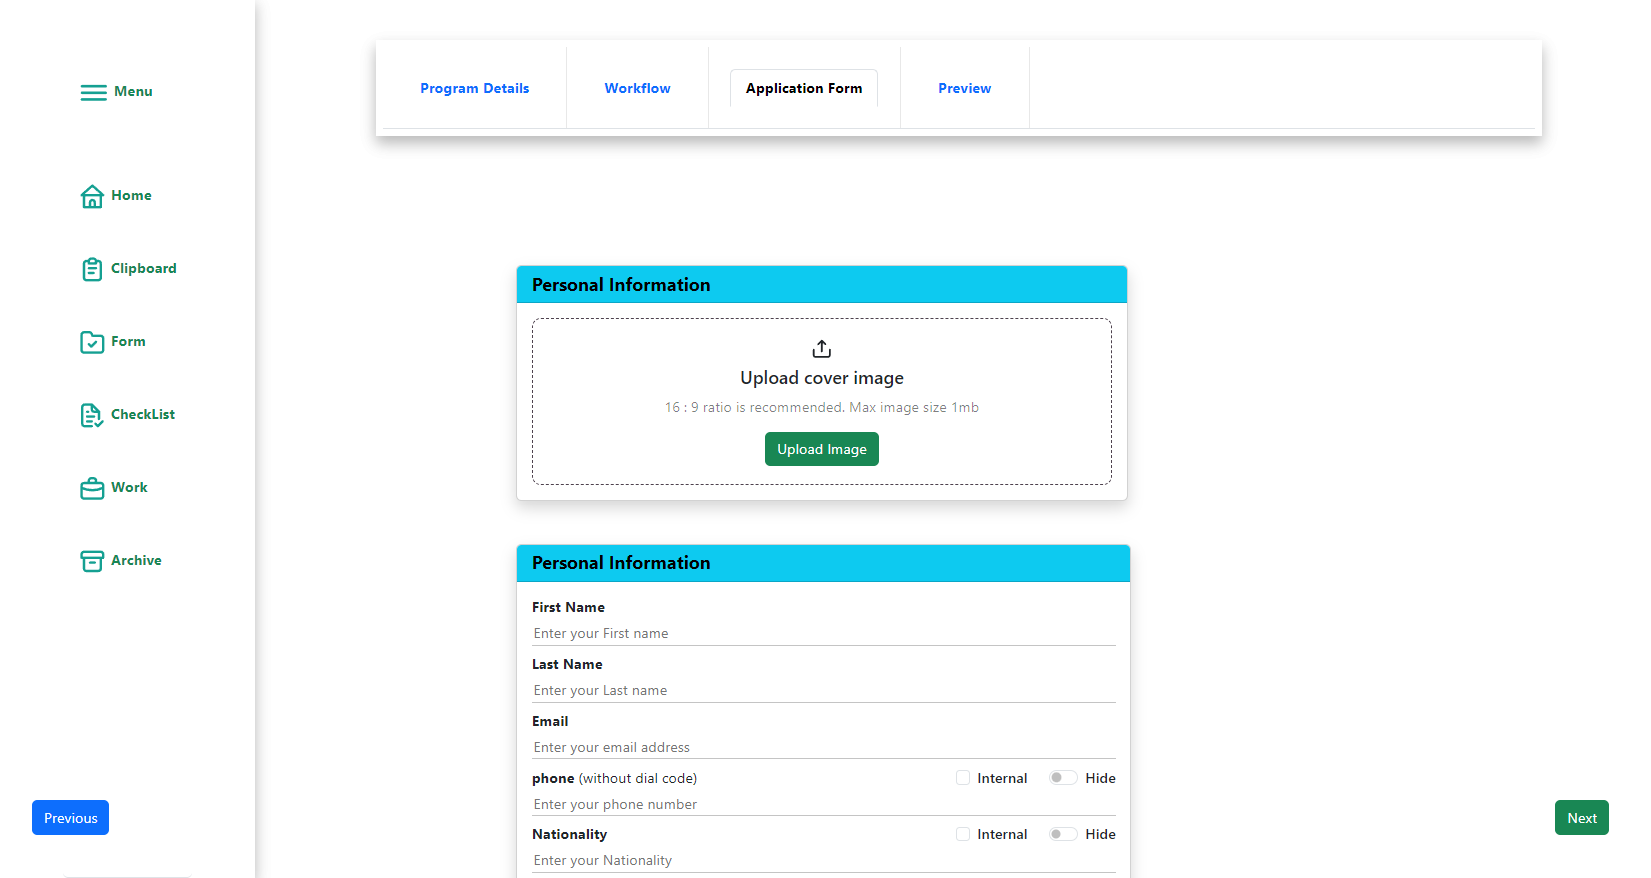 Menu
Home
Clipboard
Form
CheckList
Work
Archive
Previous
Program Details
Workflow
Application Form
Preview
Personal Information
Upload cover image
16 : 9 ratio is recommended. Max image size 1mb
Upload Image
Personal Information
First Name
Enter your First name
Last Name
Enter your Last name
Email
Enter your email address
phone (without dial code) Internal Hide
Enter your phone number
Nationality Internal Hide
Enter your Nationality
Next